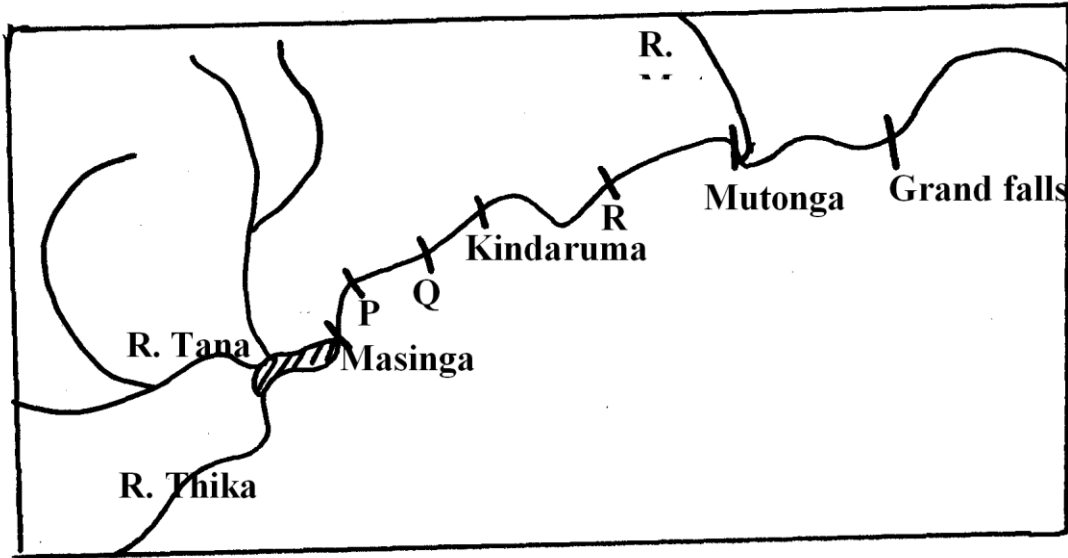 R.
R
Mutonga
Grand falls
Kindaruma
Q
P
R. Tana
Masinga
R. Thika